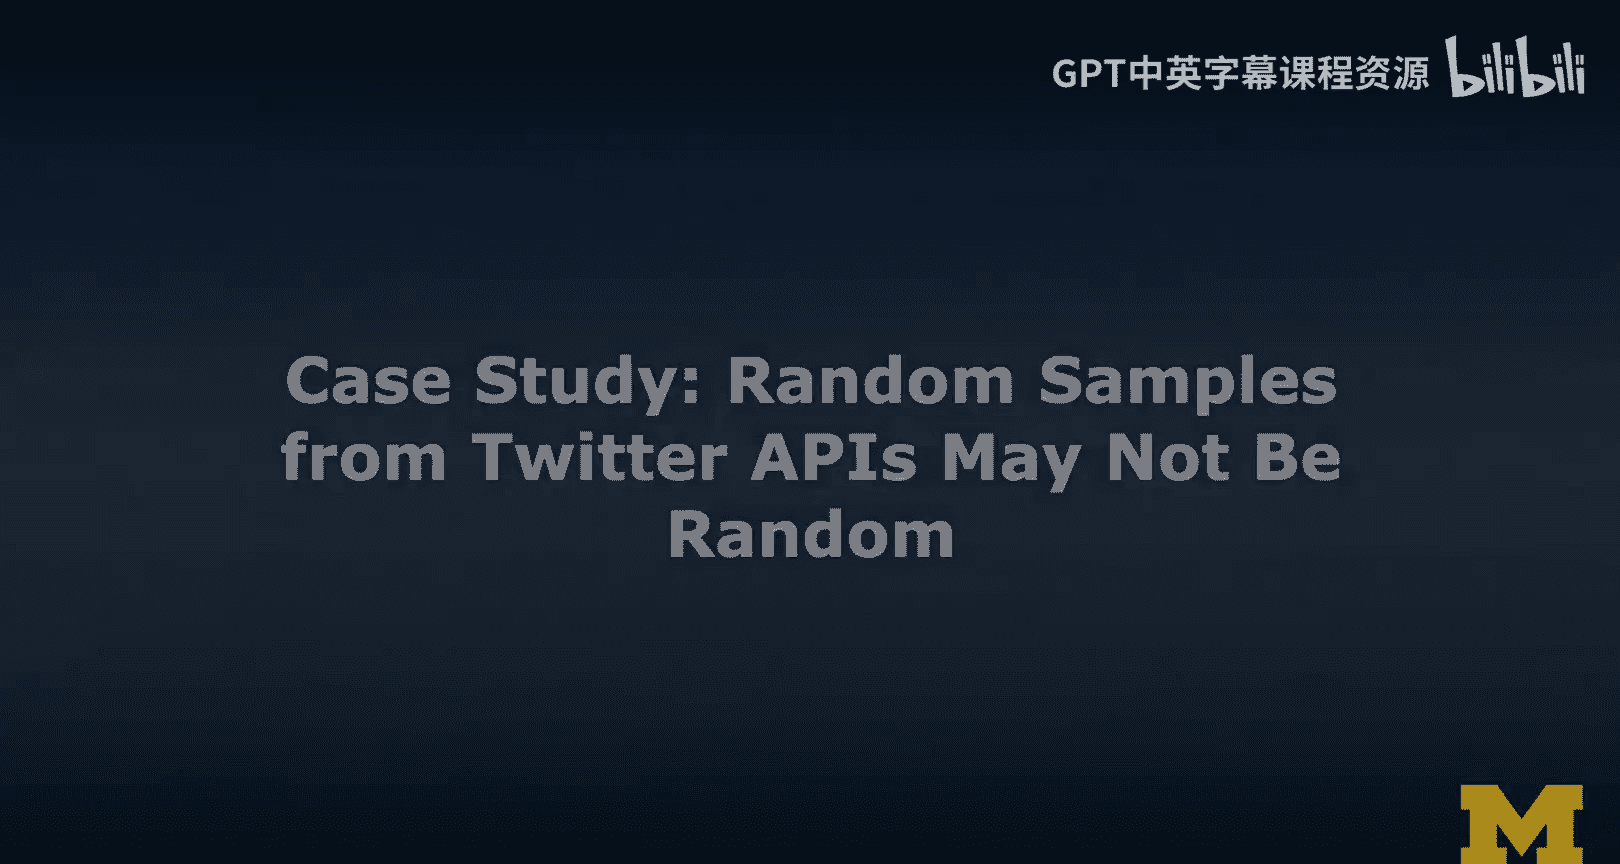 GPT中英字幕课程资源 bilibili
Case Study: Random Samples
from Twitter APIs May Not Be
Random
M